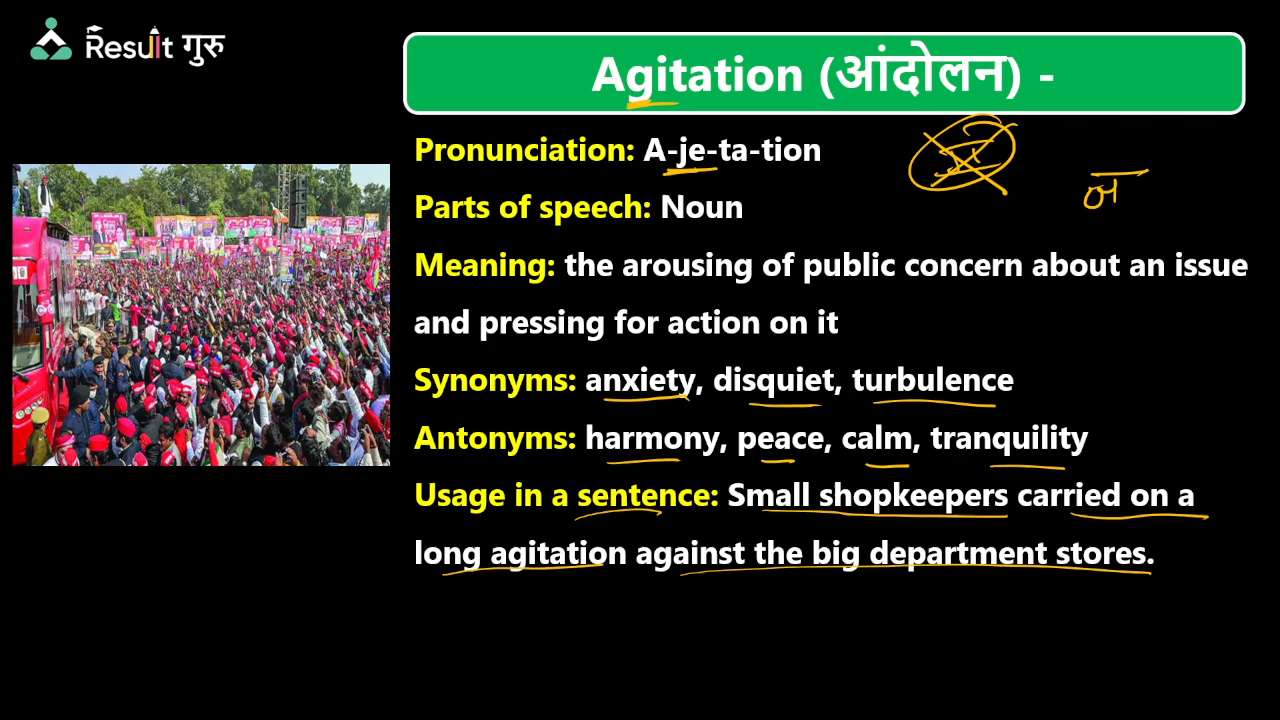 Result गुरु
Agitation (आंदोलन) -
Pronunciation: A-je-ta-tion
Parts of speech: Noun
Meaning: the arousing of public concern about an issue
and pressing for action on it
Synonyms: anxiety, disquiet, turbulence
Antonyms: harmony, peace, calm, tranquility
Usage in a sentence: Small shopkeepers carried on a
long agitation against the big department stores.